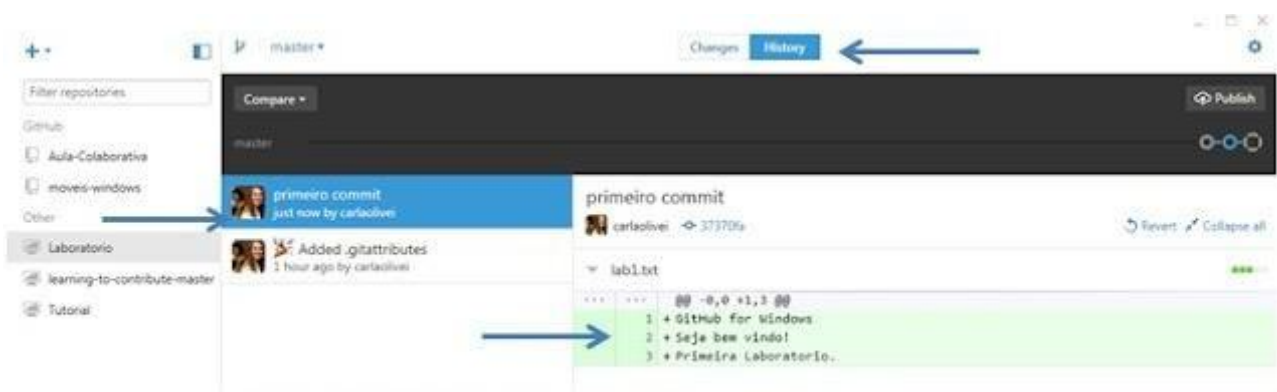 master
Changes History
Filter repositories
Compare
Publish
GitHub
master
Aula-Colaborativa
moveis-windows
Other
Laboratorio
learning-to-contribute-master
Tutorial
primeiro commit
just now by carlaolivei
Added .gitattributes
1 hour ago by carlaolivei
primeiro commit
carlaolivei 373706
Revert Collapse all
lab1.txt
@@ -0,0 +1,3 @@
1 + GitHub for Windows
2 + Seja bem vindo!
3 + Primeira Laboratorio.